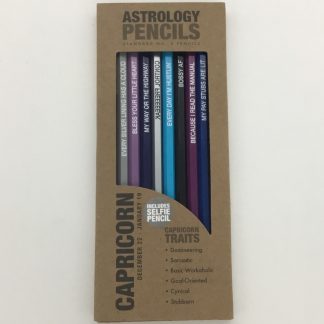 ASTROLOGY
PENCILS
STANDARD NO. 2 PENCILS
EVERY SILVER LINING HAS A CLOUD
BLESS YOUR LITTLE HEART
MY WAY OR THE HIGHWAY
EVERY DAY I'M HUSTLIN'
BOSSY AF
BECAUSE I READ THE MANUAL
MY PAY STUBS ARE LIT
INCLUDES
SELFIE
PENCIL
CAPRICORN
DECEMBER 22 - JANUARY 19
CAPRICORN
TRAITS
• Domineering
• Sarcastic
• Basic Workaholic
• Goal-Oriented
• Cynical
• Stubborn